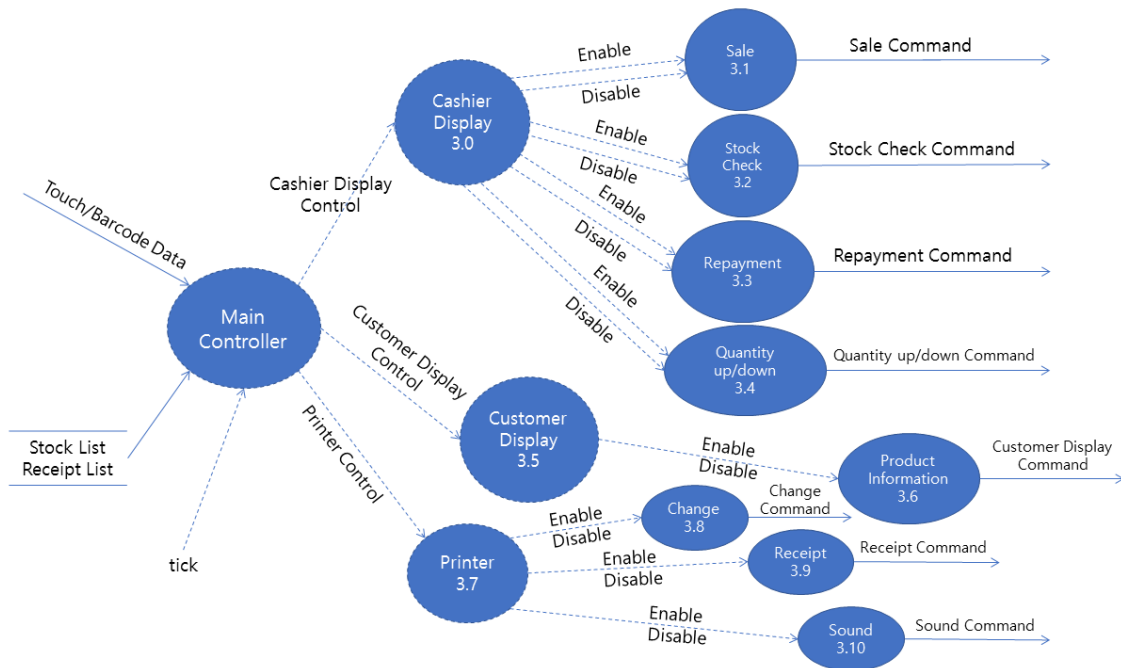 Sale
3.1
Sale Command
Enable
Disable
Cashier
Display
3.0
Enable
Disable
Stock
Check
3.2
Stock Check Command
Cashier Display
Control
Enable
Disable
Repayment
3.3
Repayment Command
Touch/Barcode Data
Enable
Disable
Main
Controller
Quantity
up/down
3.4
Quantity up/down Command
Customer Display
Control
Customer
Display
3.5
Enable
Disable
Product
Information
3.6
Customer Display
Command
Stock List
Receipt List
Printer Control
Enable
Disable
Change
3.8
Change
Command
tick
Printer
3.7
Enable
Disable
Receipt
3.9
Receipt Command
Enable
Disable
Sound
3.10
Sound Command